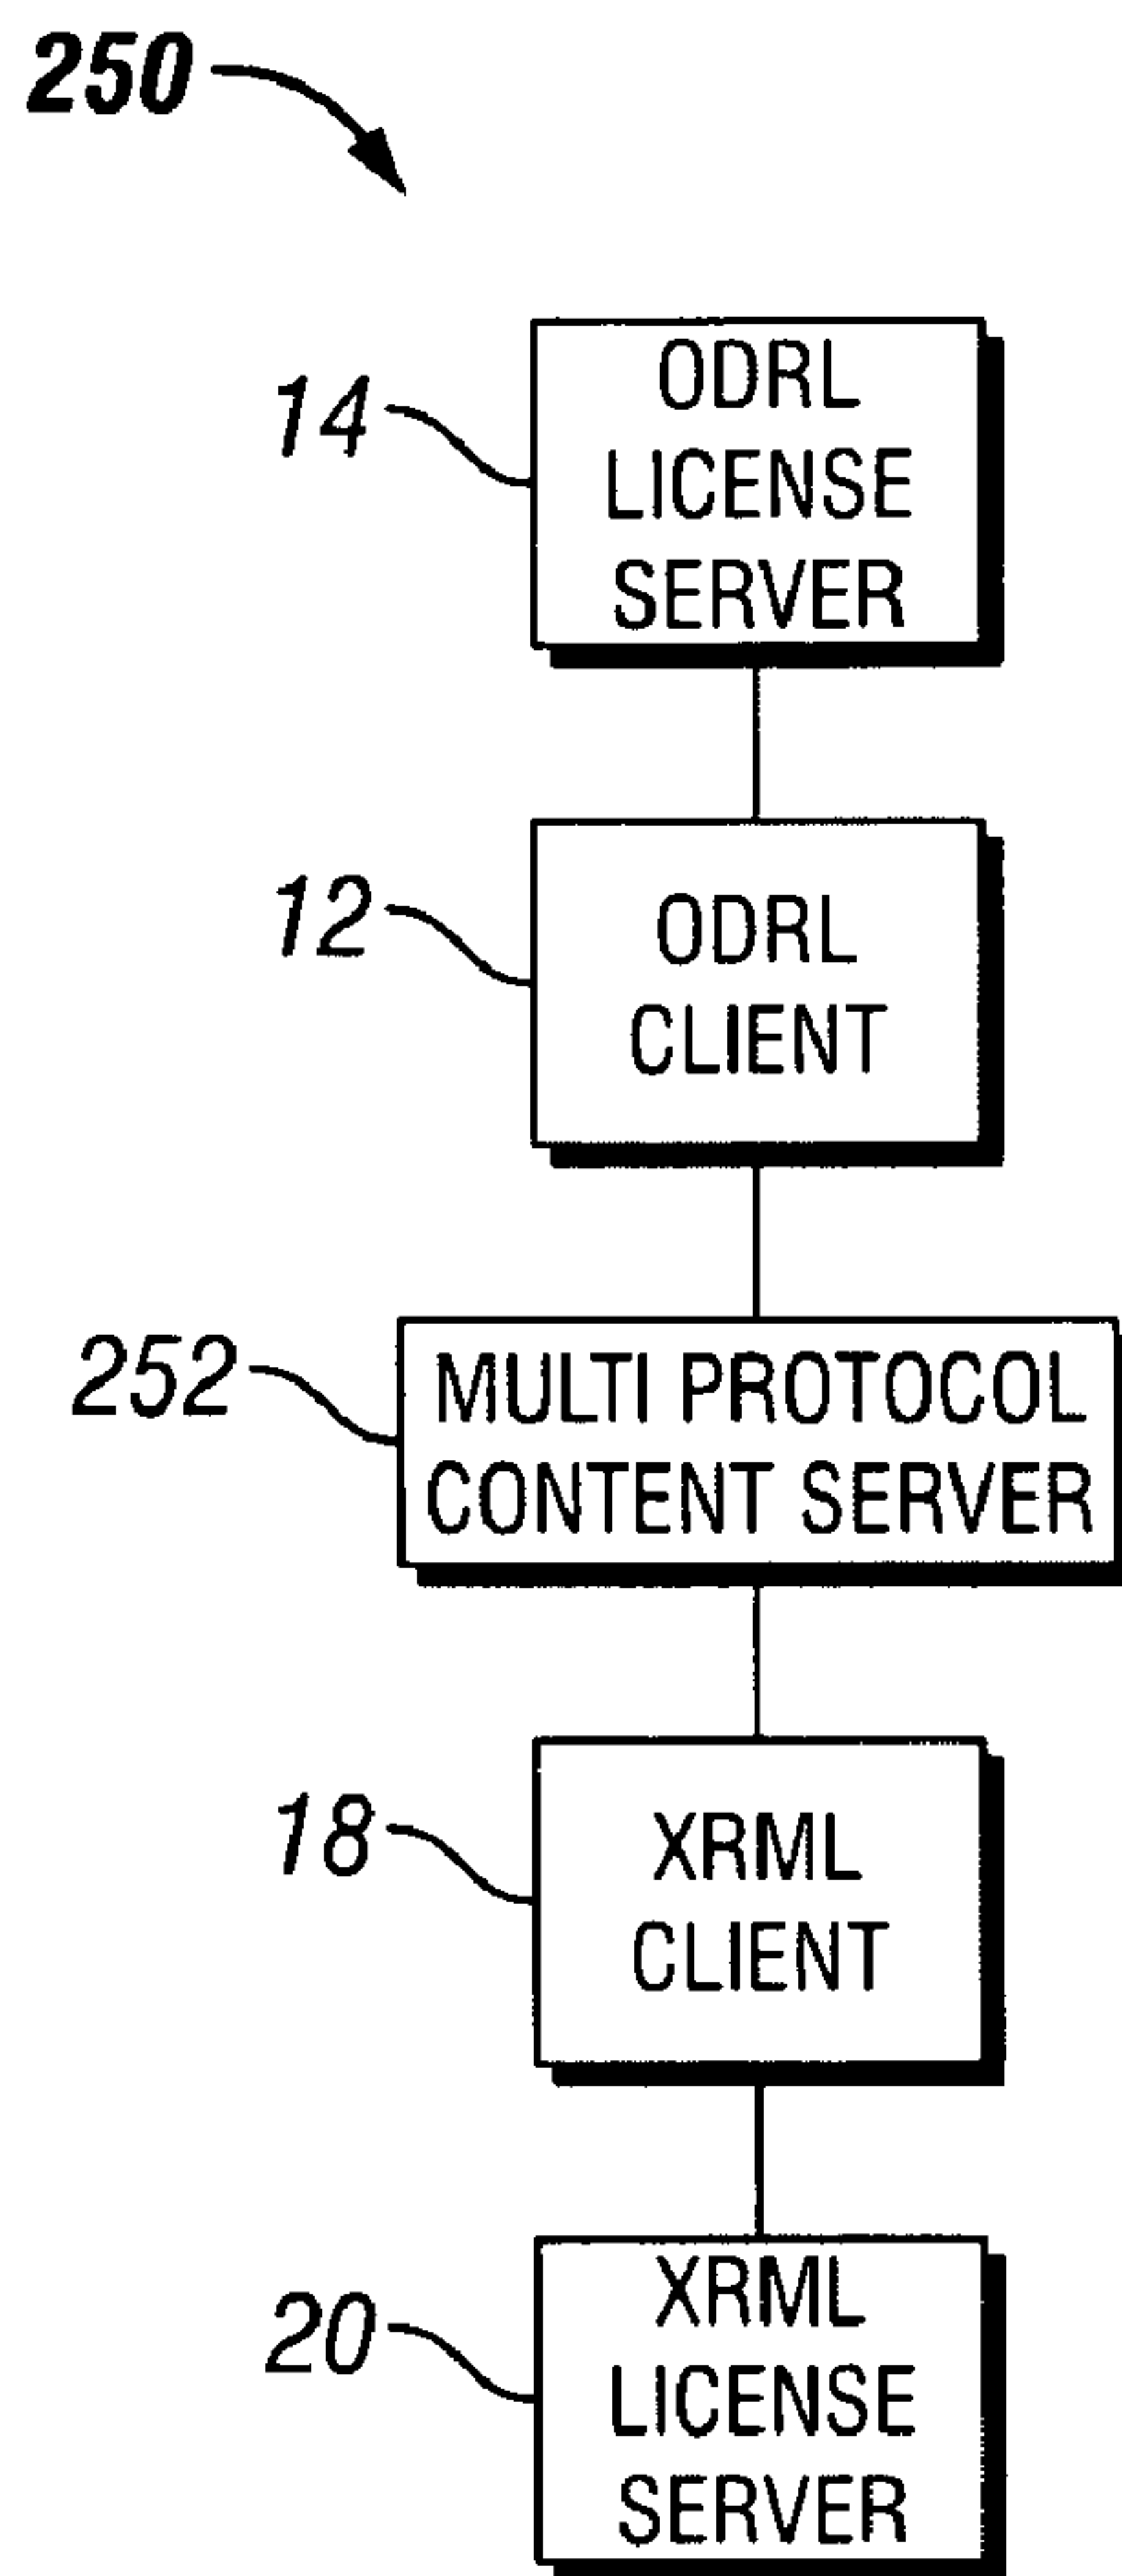 250
14
ODRL
LICENSE
SERVER
12
ODRL
CLIENT
252
MULTI PROTOCOL
CONTENT SERVER
18
XRML
CLIENT
20
XRML
LICENSE
SERVER